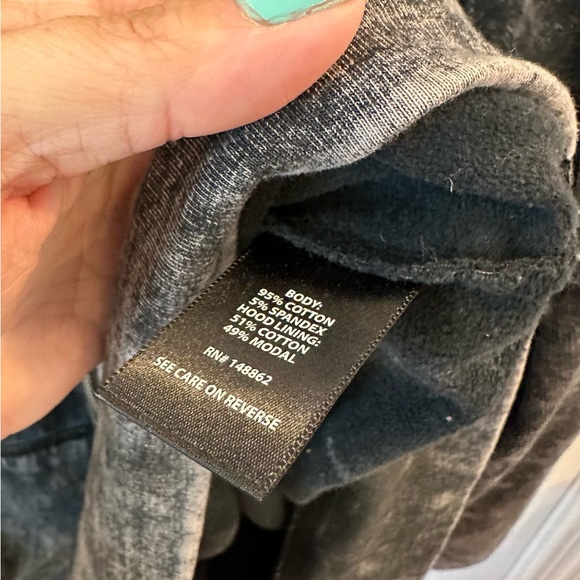 BODY:
95% COTTON
5% SPANDEX
HOOD LINING:
51% COTTON
49% MODAL
RN# 148862
SEE CARE ON REVERSE